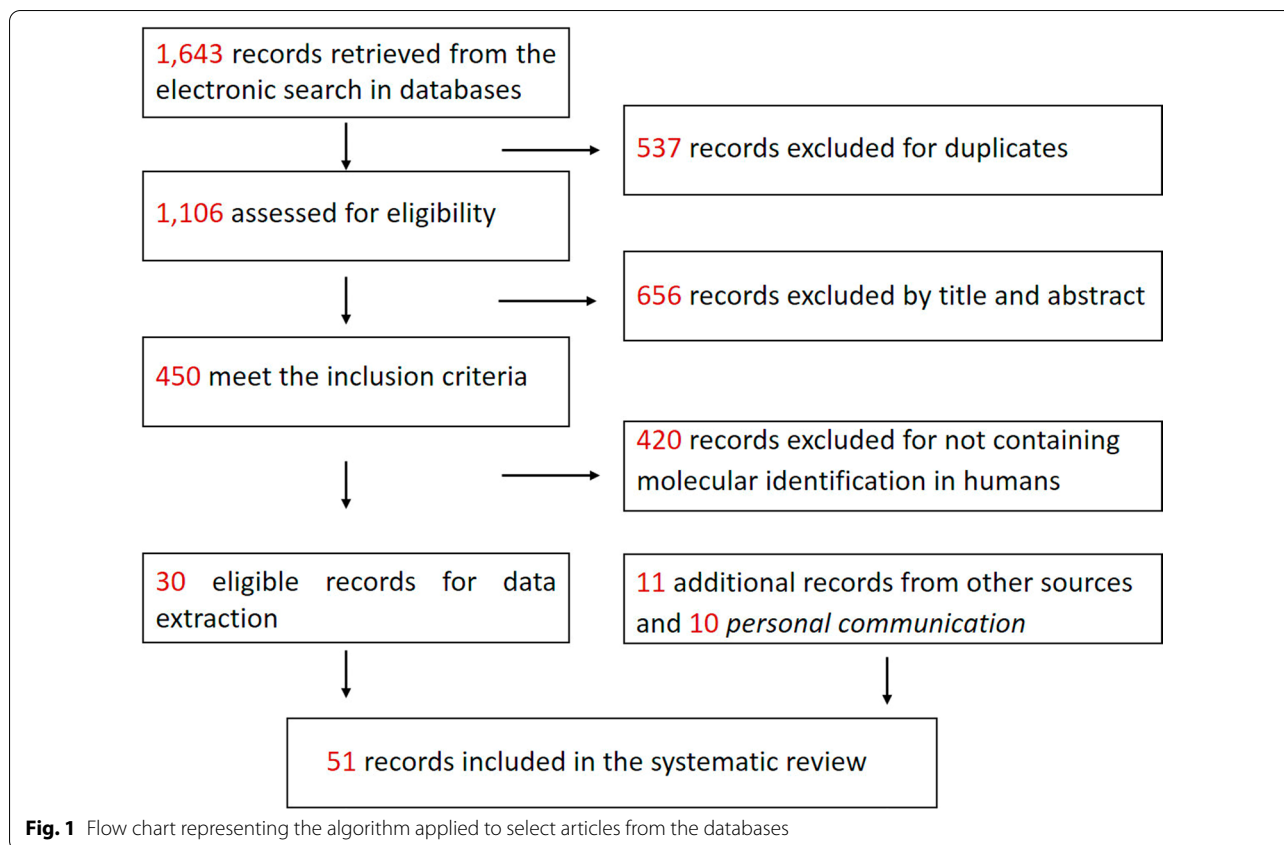 1,643 records retrieved from the
electronic search in databases
537 records excluded for duplicates
1,106 assessed for eligibility
656 records excluded by title and abstract
450 meet the inclusion criteria
420 records excluded for not containing
molecular identification in humans
30 eligible records for data
extraction
11 additional records from other sources
and 10 personal communication
51 records included in the systematic review
Fig. 1 Flow chart representing the algorithm applied to select articles from the databases